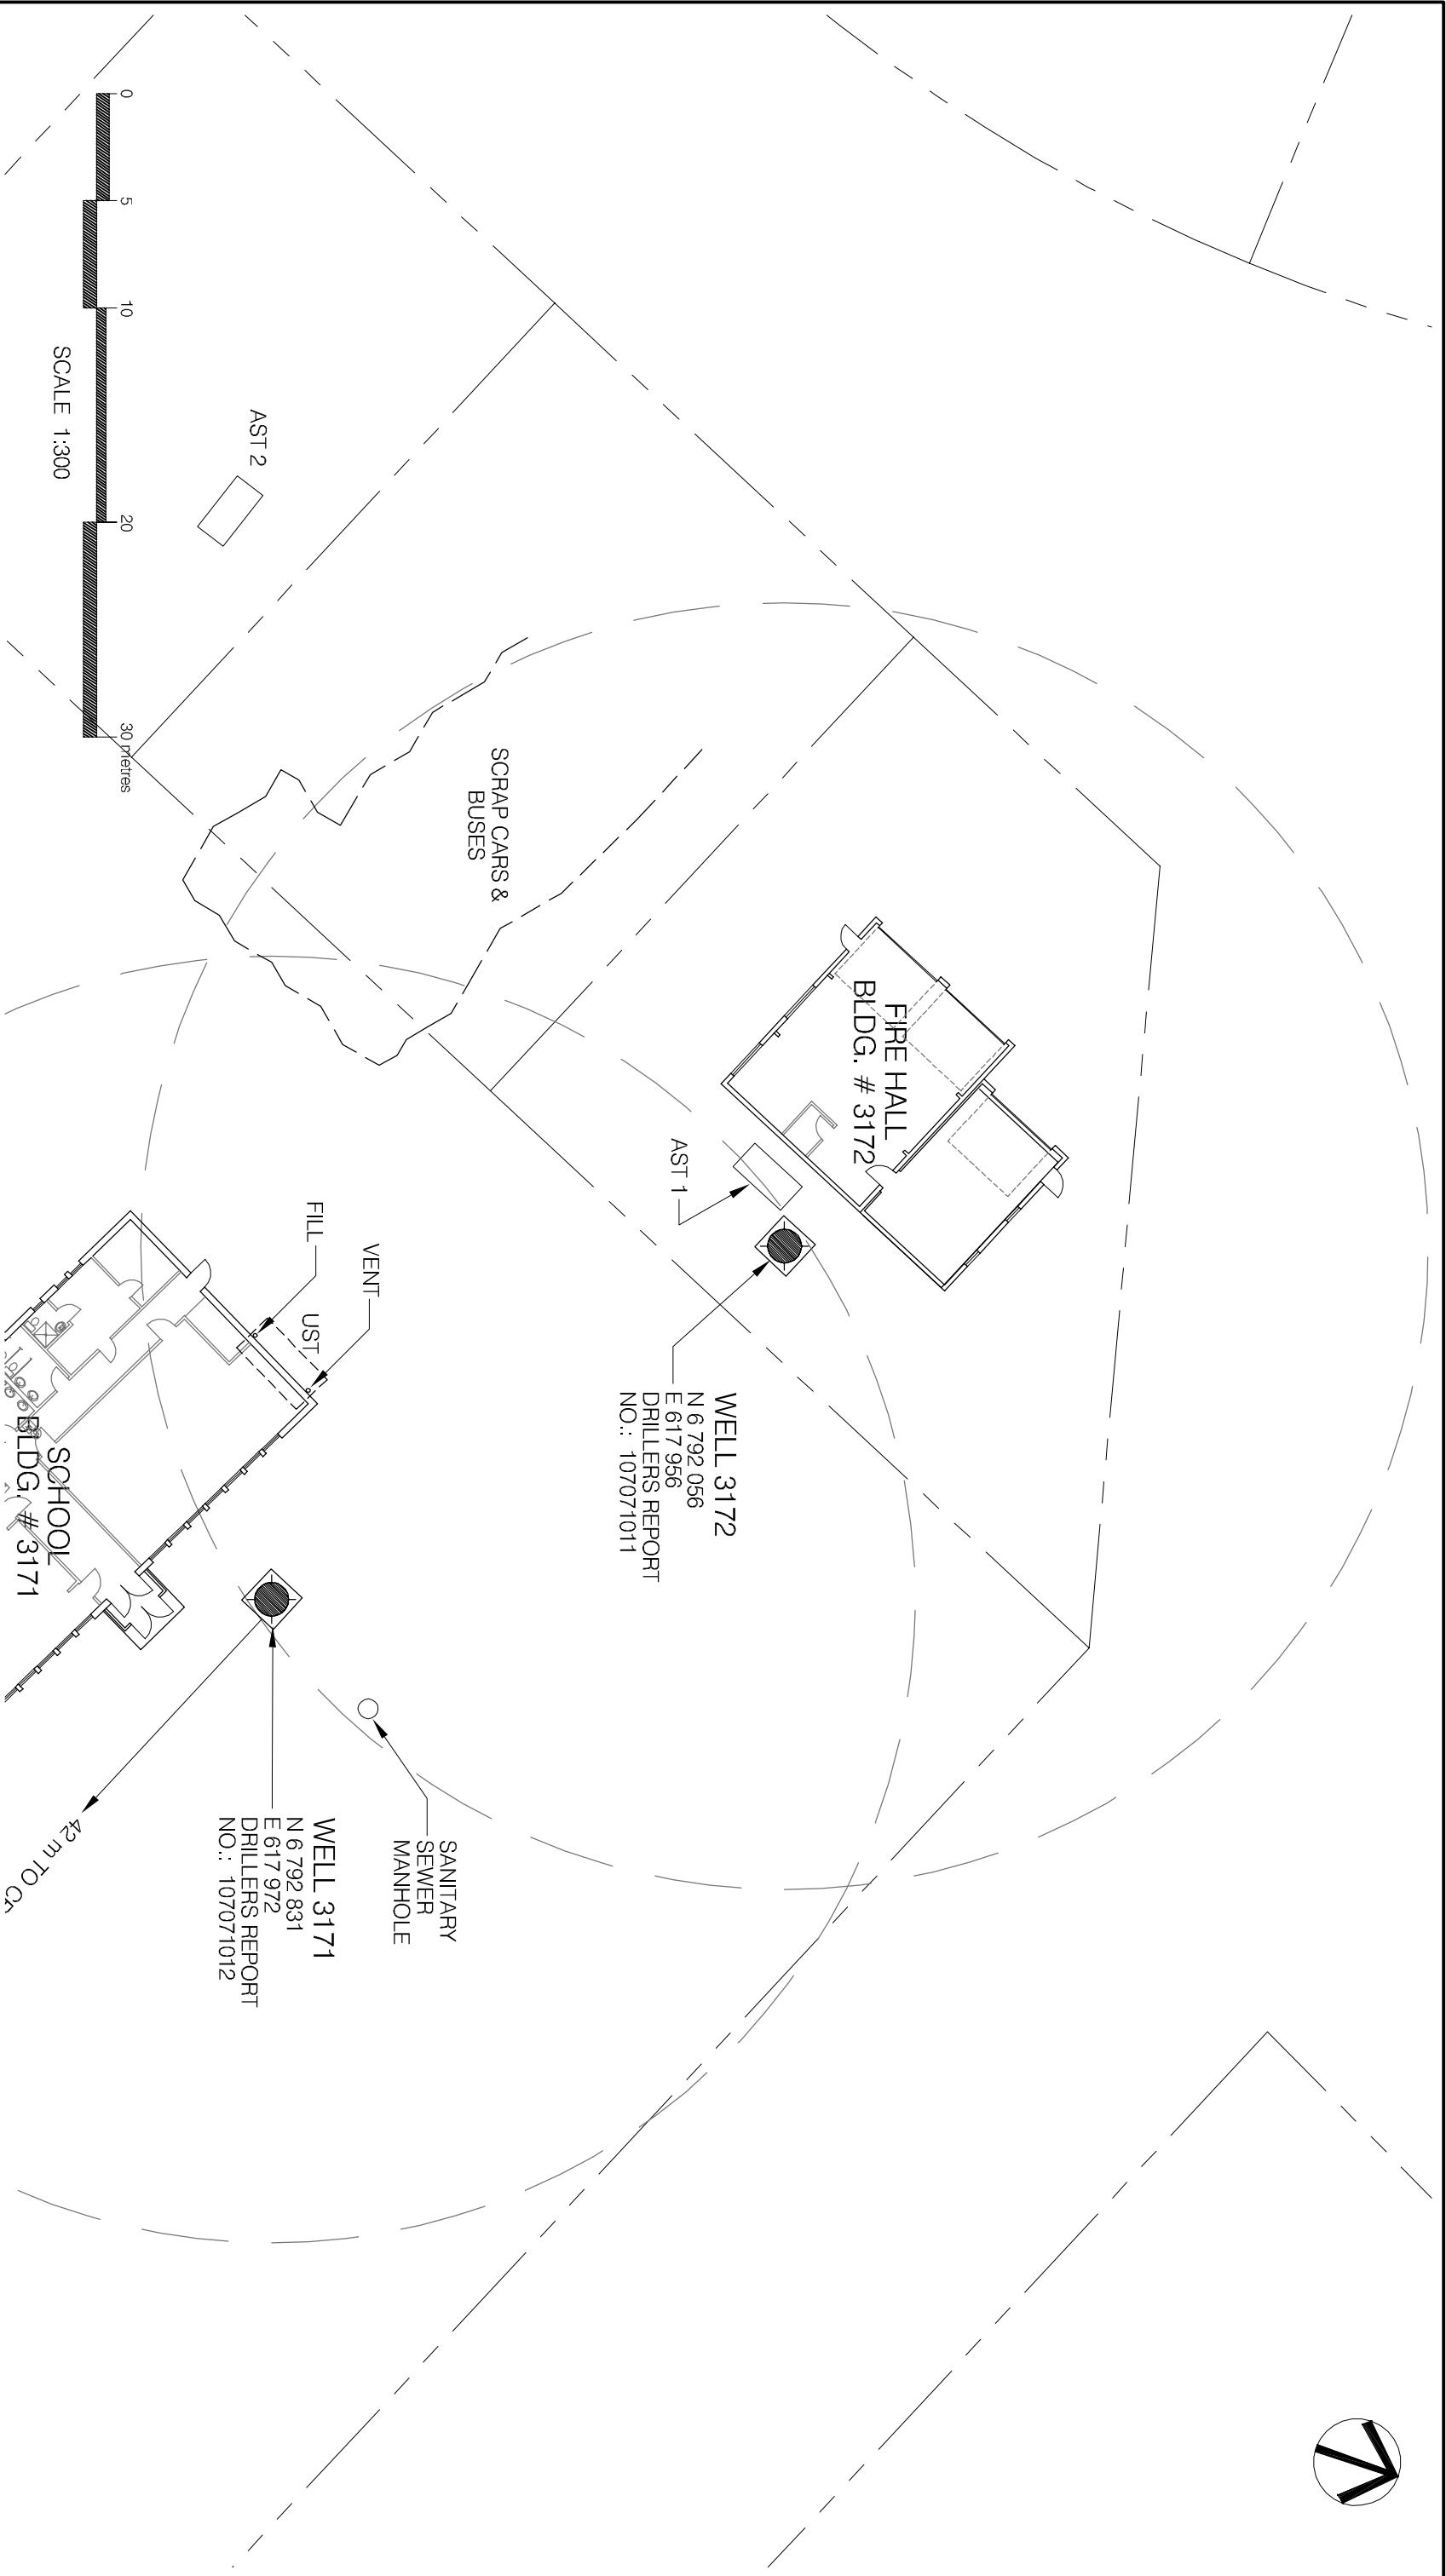 FIRE HALL
BLDG. # 3172
WELL 3172
N 6 792 056
E 617 956
DRILLERS REPORT
NO.: 107071011
AST 1
SCRAP CARS &
BUSES
SANITARY
SEWER
MANHOLE
VENT
UST
FILL
WELL 3171
N 6 792 831
E 617 972
DRILLERS REPORT
NO.: 107071012
AST 2
42 m TO
SCHOOL
BLDG. # 3171
0 5 10 20 30 metres
SCALE 1:300